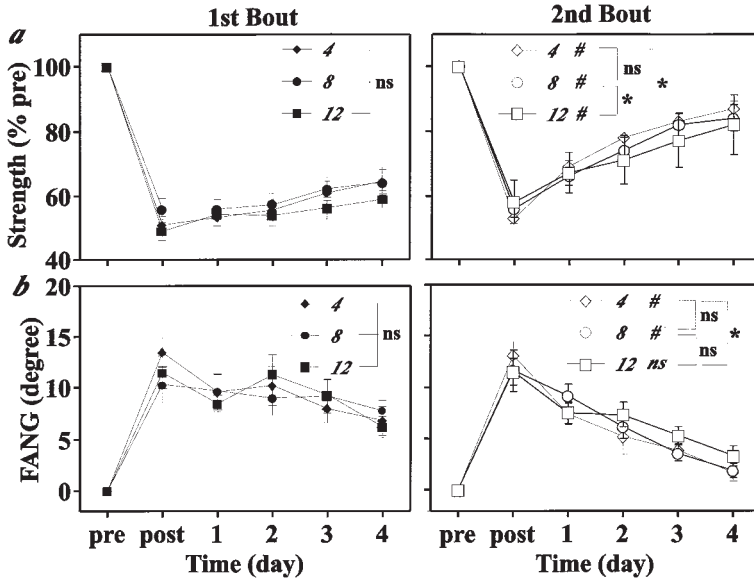 1st Bout
2nd Bout
a
Strength (% pre)
100
80
60
40
4
8
12
ns
4 #
8 #
12 #
ns
*
*
b
FANG (degree)
20
15
10
5
0
4
8
12
ns
4 #
8 #
12 ns
ns
ns
*
pre post 1 2 3 4
pre post 1 2 3 4
Time (day)
Time (day)